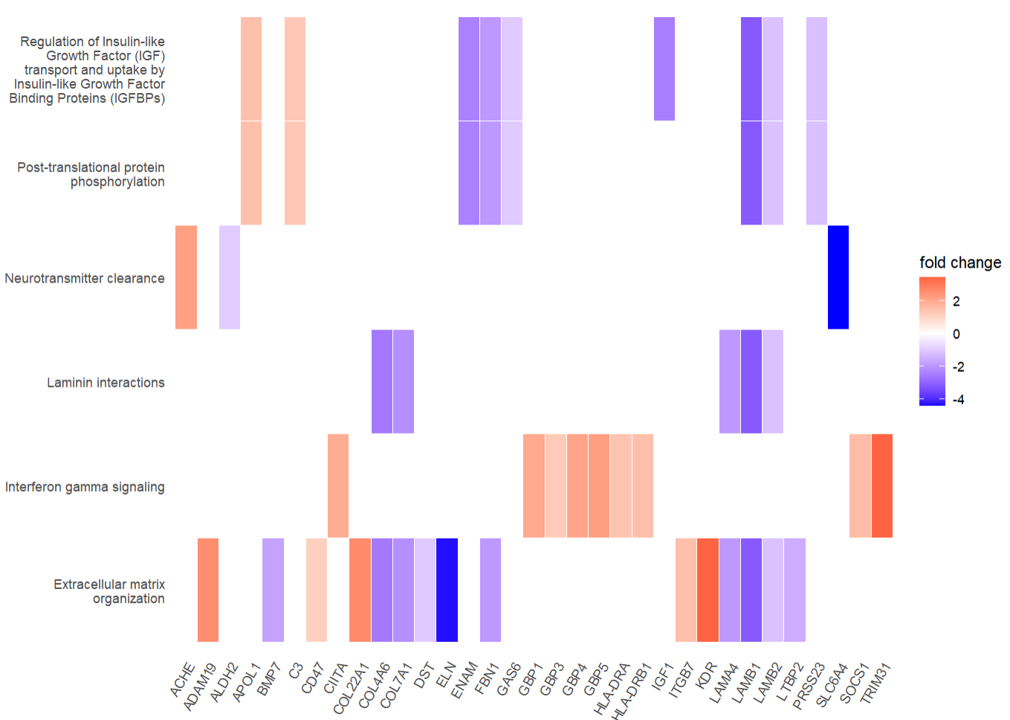 Regulation of Insulin-like
Growth Factor (IGF)
transport and uptake by
Insulin-like Growth Factor
Binding Proteins (IGFBPs)
Post-translational protein
phosphorylation
Neurotransmitter clearance
Laminin interactions
Interferon gamma signaling
Extracellular matrix
organization
fold change
2
0
-2
-4
ACHE
ADAM19
ALDH2
APOL1
BMP7
C3
CD47
CIITA
COL22A1
COL4A6
COL7A1
DST
ELN
ENAM
FBN1
GAS6
GBP1
GBP3
GBP4
GBP5
HLA-DRA
HLA-DRB1
IGF1
ITGB7
KDR
LAMA4
LAMB1
LAMB2
LTBP2
PRSS23
SLC6A4
SOCS1
TRIM31